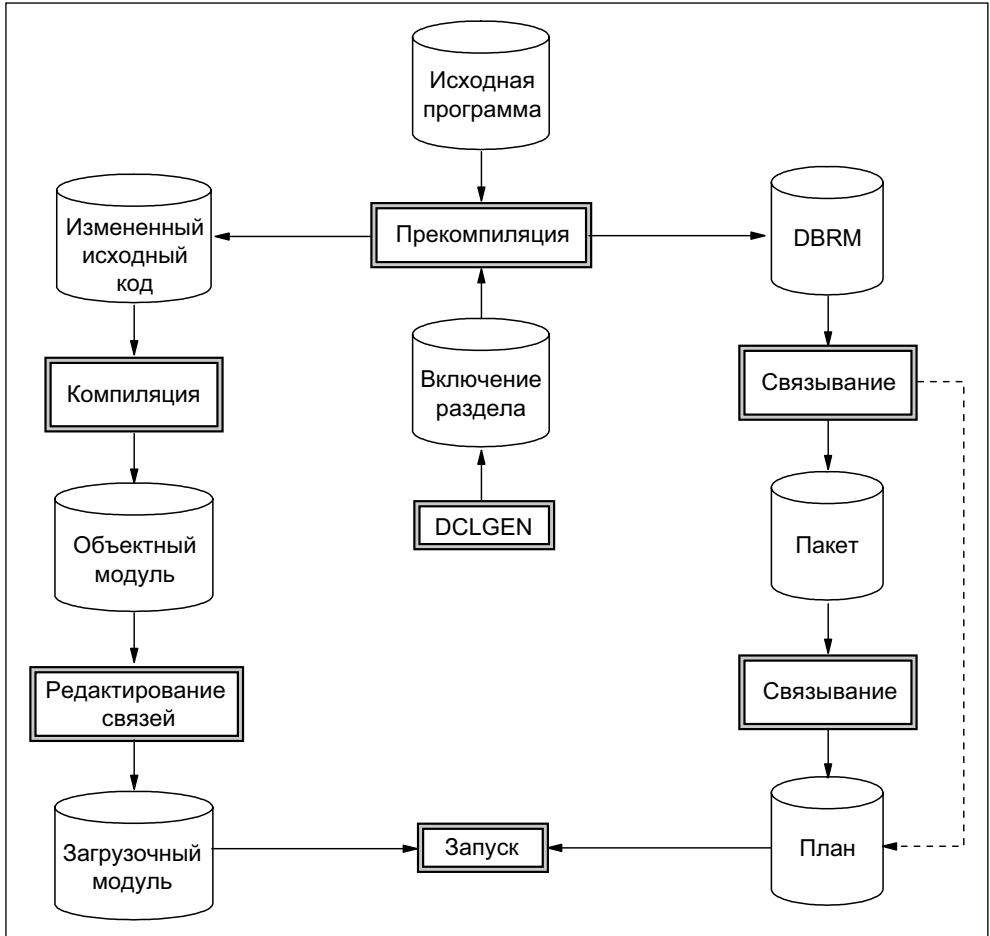 Исходная
программа
Измененный
исходный
код
Прекомпиляция
DBRM
Компиляция
Включение
раздела
Связывание
Объектный
модуль
DCLGEN
Пакет
Редактирование
связей
Связывание
Загрузочный
модуль
Запуск
План